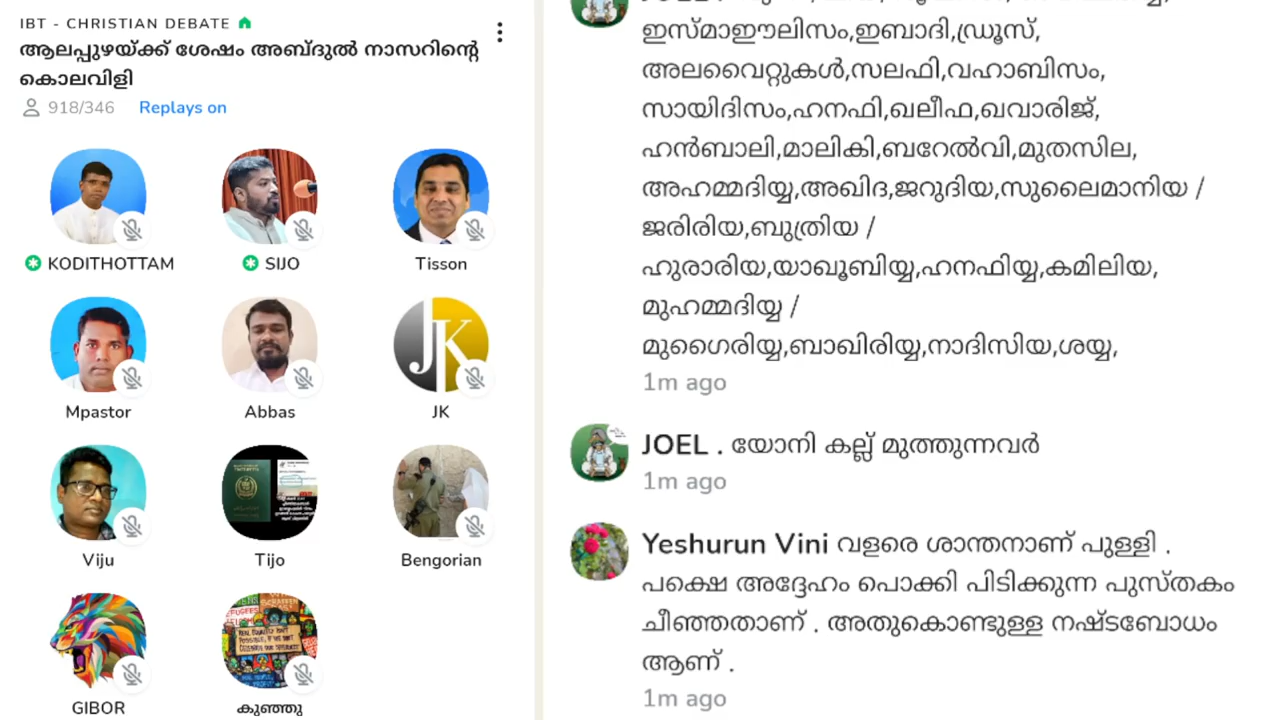 IBT - CHRISTIAN DEBATE
ആലപ്പുഴയ്ക്ക് ശേഷം അബ്ദുൽ നാസറിന്റെ
കൊലവിളി
918/346 Replays on
KODITHOTTAM SIJO Tisson
Mpastor Abbas JK
Viju Tijo Bengorian
GIBOR കുഞ്ഞു
ഇസ്മാഈലിസം,ഇബാദി,ഡ്രൂസ്,
അലവൈറ്റുകൾ,സലഫി,വഹാബിസം,
സായിദിസം,ഹനഫി,ഖലീഫ,ഖവാരിജ്,
ഹൻബാലി,മാലികി,ബറേൽവി,മുതസില,
അഹമ്മദിയ്യ,അഖിദ,ജറുദിയ,സുലൈമാനിയ /
ജരിരിയ,ബുത്രിയ /
ഹുരാരിയ,യാഖൂബിയ്യ,ഹനഫിയ്യ,കമിലിയ,
മുഹമ്മദിയ്യ /
മുഗൈരിയ്യ,ബാഖിരിയ്യ,നാദിസിയ,ശയ്യ,
1m ago
JOEL . യോനി കല്ല് മുത്തുന്നവർ
1m ago
Yeshurun Vini വളരെ ശാന്തനാണ് പുള്ളി .
പക്ഷെ അദ്ദേഹം പൊക്കി പിടിക്കുന്ന പുസ്തകം
ചീഞ്ഞതാണ് . അതുകൊണ്ടുള്ള നഷ്ടബോധം
ആണ് .
1m ago